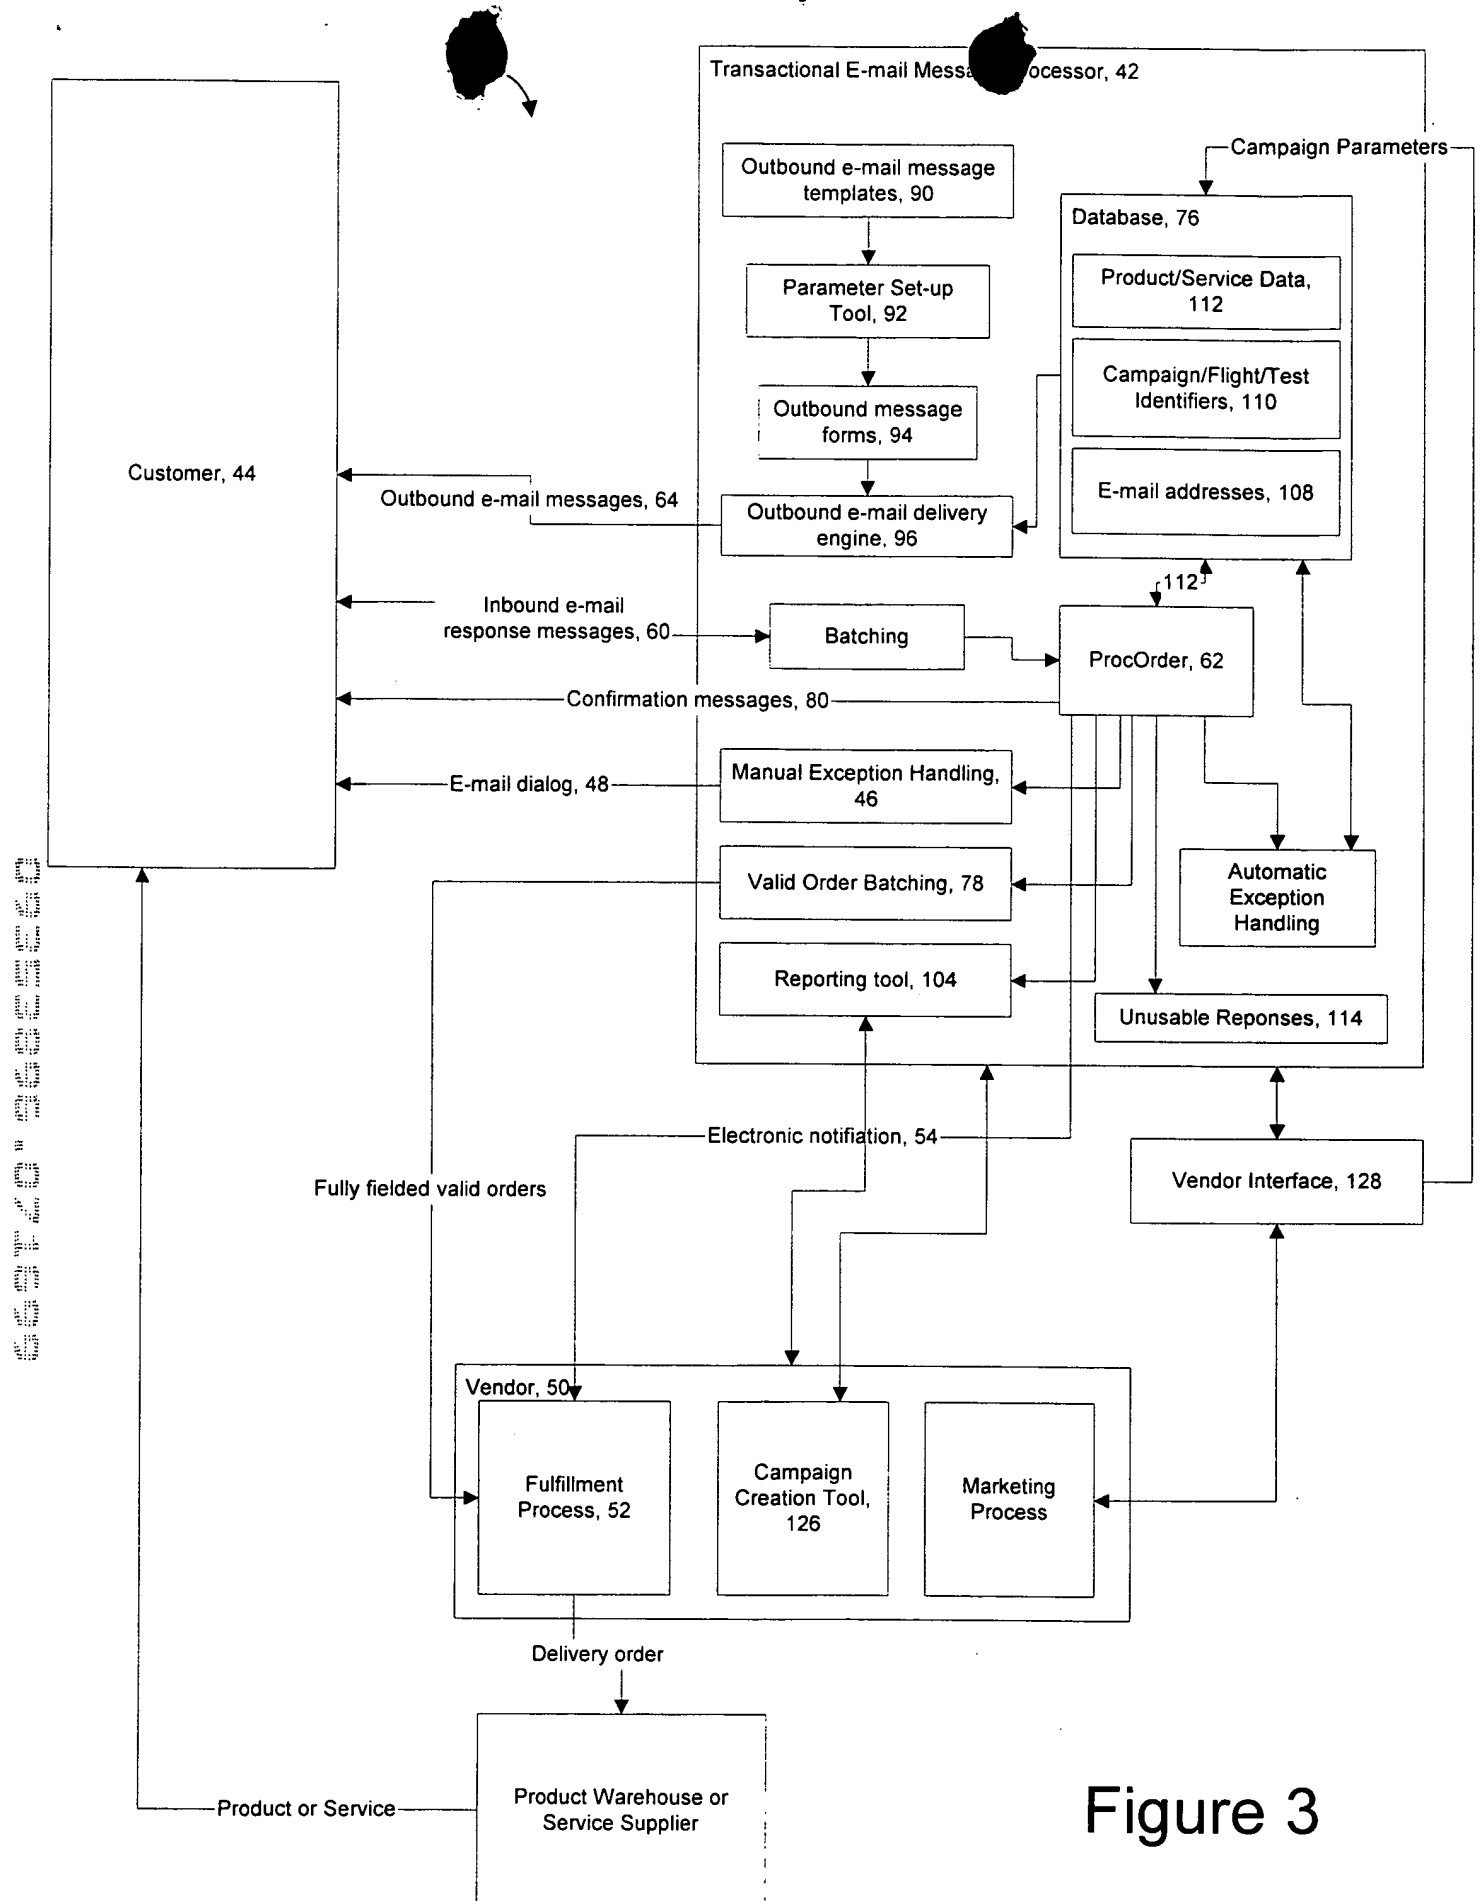 Transactional E-mail Messa ocessor, 42
Campaign Parameters
Outbound e-mail message
templates, 90
Database, 76
Product/Service Data,
112
Parameter Set-up
Tool, 92
Campaign/Flight/Test
Identifiers, 110
Outbound message
forms, 94
Customer, 44
Outbound e-mail messages, 64
E-mail addresses, 108
Outbound e-mail delivery
engine, 96
112
Inbound e-mail
response messages, 60
Batching
ProcOrder, 62
Confirmation messages, 80
E-mail dialog, 48
Manual Exception Handling,
46
Valid Order Batching, 78
Automatic
Exception
Handling
Reporting tool, 104
Unusable Reponses, 114
Electronic notifiation, 54
Fully fielded valid orders
Vendor Interface, 128
Vendor, 50
Fulfillment
Process, 52
Campaign
Creation Tool,
126
Marketing
Process
Delivery order
Product or Service
Product Warehouse or
Service Supplier
Figure 3